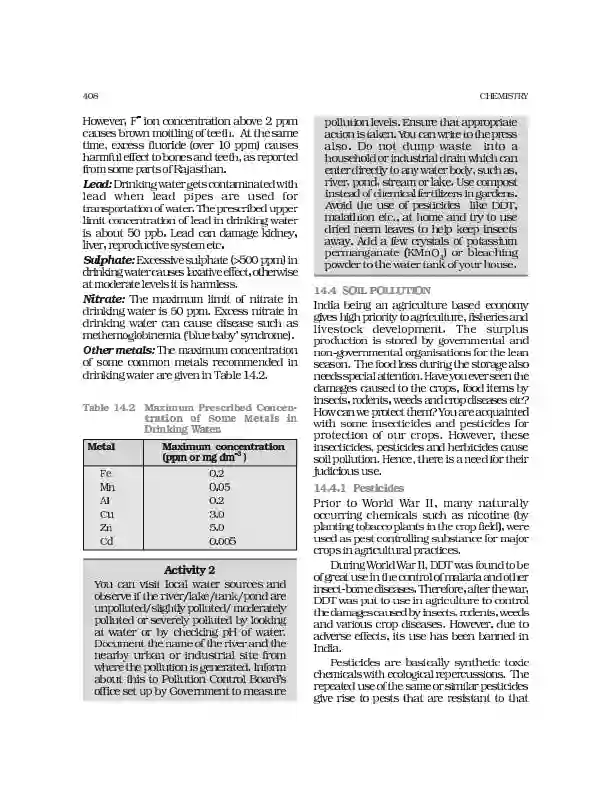 408
CHEMISTRY
However, F⁻ ion concentration above 2 ppm
causes brown mottling of teeth. At the same
time, excess fluoride (over 10 ppm) causes
harmful effect to bones and teeth, as reported
from some parts of Rajasthan.
Lead: Drinking water gets contaminated with
lead when lead pipes are used for
transportation of water. The prescribed upper
limit concentration of lead in drinking water
is about 50 ppb. Lead can damage kidney,
liver, reproductive system etc.
Sulphate: Excessive sulphate (>500 ppm) in
drinking water causes laxative effect, otherwise
at moderate levels it is harmless.
Nitrate: The maximum limit of nitrate in
drinking water is 50 ppm. Excess nitrate in
drinking water can cause disease such as
methemoglobinemia ('blue baby' syndrome).
Other metals: The maximum concentration
of some common metals recommended in
drinking water are given in Table 14.2.
Table 14.2 Maximum Prescribed Concen-
tration of Some Metals in
Drinking Water.
Metal Maximum concentration
(ppm or mg dm⁻³)
Fe 0.2
Mn 0.05
Al 0.2
Cu 3.0
Zn 5.0
Cd 0.005
Activity 2
You can visit local water sources and
observe if the river/lake/tank/pond are
unpolluted/slightly polluted/ moderately
polluted or severely polluted by looking
at water or by checking pH of water.
Document the name of the river and the
nearby urban or industrial site from
where the pollution is generated. Inform
about this to Pollution Control Board's
office set up by Government to measure
pollution levels. Ensure that appropriate
action is taken. You can write to the press
also. Do not dump waste into a
household or industrial drain which can
enter directly to any water body, such as,
river, pond, stream or lake. Use compost
instead of chemical fertilizers in gardens.
Avoid the use of pesticides like DDT,
malathion etc., at home and try to use
dried neem leaves to help keep insects
away. Add a few crystals of potassium
permanganate (KMnO₄) or bleaching
powder to the water tank of your house.
14.4 SOIL POLLUTION
India being an agriculture based economy
gives high priority to agriculture, fisheries and
livestock development. The surplus
production is stored by governmental and
non-governmental organisations for the lean
season. The food loss during the storage also
needs special attention. Have you ever seen the
damages caused to the crops, food items by
insects, rodents, weeds and crop diseases etc?
How can we protect them? You are acquainted
with some insecticides and pesticides for
protection of our crops. However, these
insecticides, pesticides and herbicides cause
soil pollution. Hence, there is a need for their
judicious use.
14.4.1 Pesticides
Prior to World War II, many naturally
occurring chemicals such as nicotine (by
planting tobacco plants in the crop field), were
used as pest controlling substance for major
crops in agricultural practices.
During World War II, DDT was found to be
of great use in the control of malaria and other
insect-borne diseases. Therefore, after the war,
DDT was put to use in agriculture to control
the damages caused by insects, rodents, weeds
and various crop diseases. However, due to
adverse effects, its use has been banned in
India.
Pesticides are basically synthetic toxic
chemicals with ecological repercussions. The
repeated use of the same or similar pesticides
give rise to pests that are resistant to that